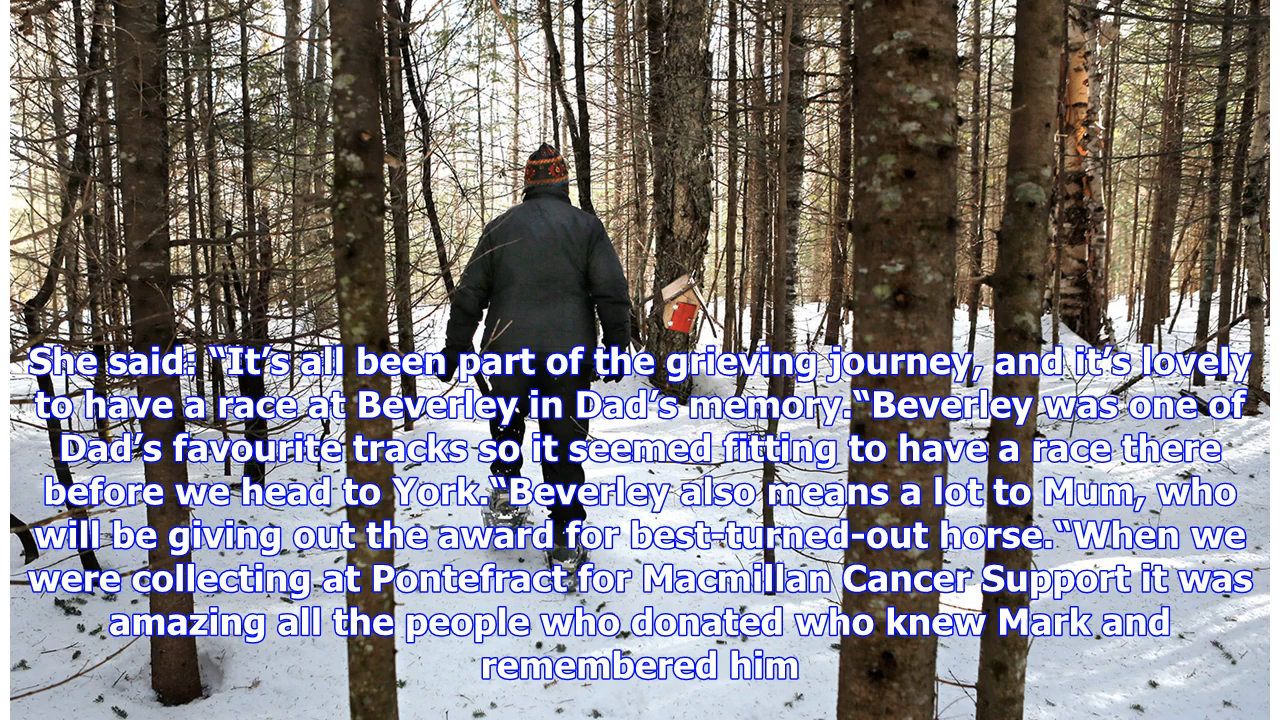 She said: “It’s all been part of the grieving journey, and it’s lovely
to have a race at Beverley in Dad’s memory.“Beverley was one of
Dad’s favourite tracks so it seemed fitting to have a race there
before we head to York.“Beverley also means a lot to Mum, who
will be giving out the award for best-turned-out horse.“When we
were collecting at Pontefract for Macmillan Cancer Support it was
amazing all the people who donated who knew Mark and
remembered him